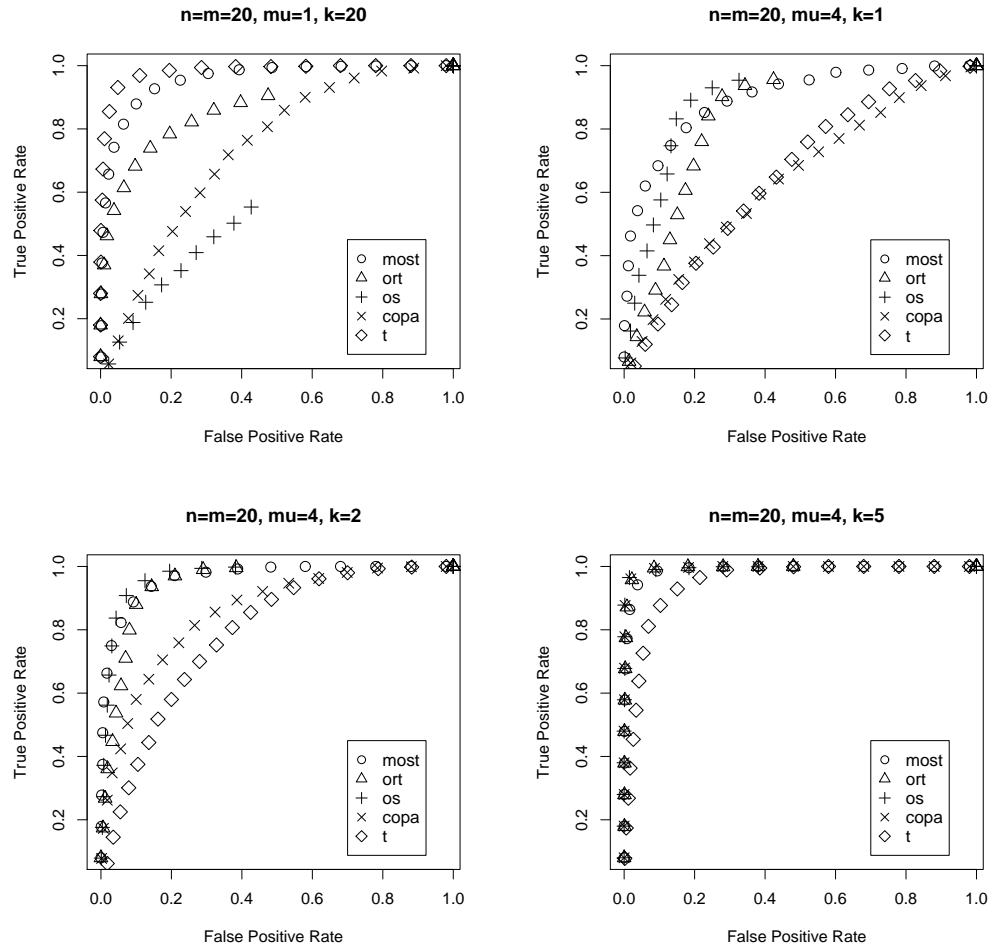 n=m=20, mu=1, k=20
True Positive Rate
1.0
0.8
0.6
0.4
0.2
0.0 0.2 0.4 0.6 0.8 1.0
False Positive Rate
most
ort
os
copa
t
n=m=20, mu=4, k=1
True Positive Rate
1.0
0.8
0.6
0.4
0.2
0.0 0.2 0.4 0.6 0.8 1.0
False Positive Rate
most
ort
os
copa
t
n=m=20, mu=4, k=2
True Positive Rate
1.0
0.8
0.6
0.4
0.2
0.0 0.2 0.4 0.6 0.8 1.0
False Positive Rate
most
ort
os
copa
t
n=m=20, mu=4, k=5
True Positive Rate
1.0
0.8
0.6
0.4
0.2
0.0 0.2 0.4 0.6 0.8 1.0
False Positive Rate
most
ort
os
copa
t